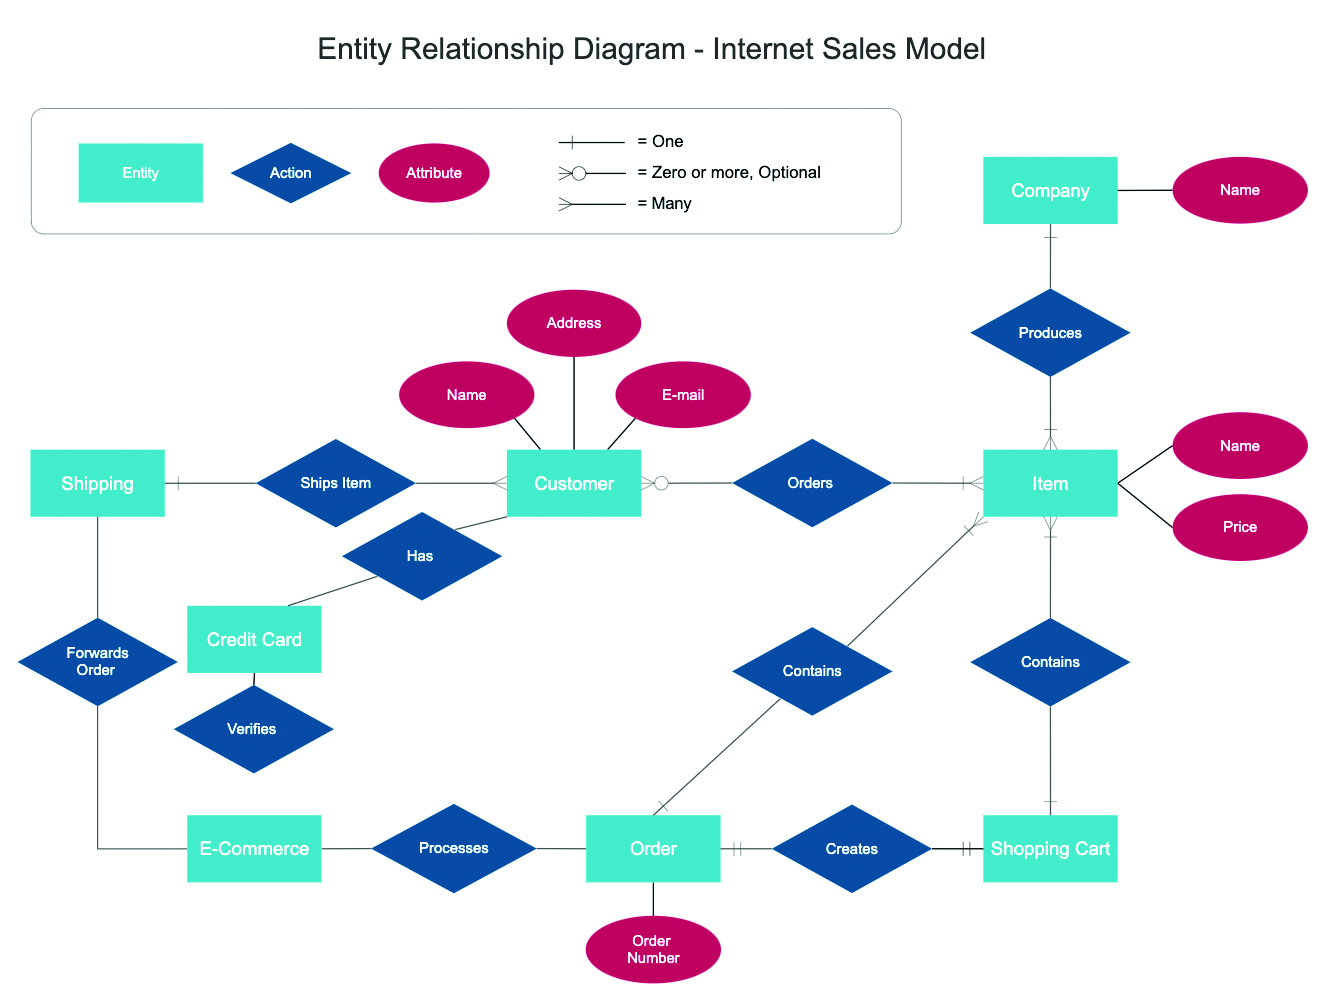 Entity Relationship Diagram - Internet Sales Model
Entity
Action
Attribute
= One
= Zero or more, Optional
= Many
Company
Name
Produces
Address
Name
E-mail
Shipping
Ships Item
Customer
Orders
Item
Name
Price
Has
Credit Card
Forwards
Order
Verifies
Contains
Contains
E-Commerce
Processes
Order
Creates
Shopping Cart
Order
Number